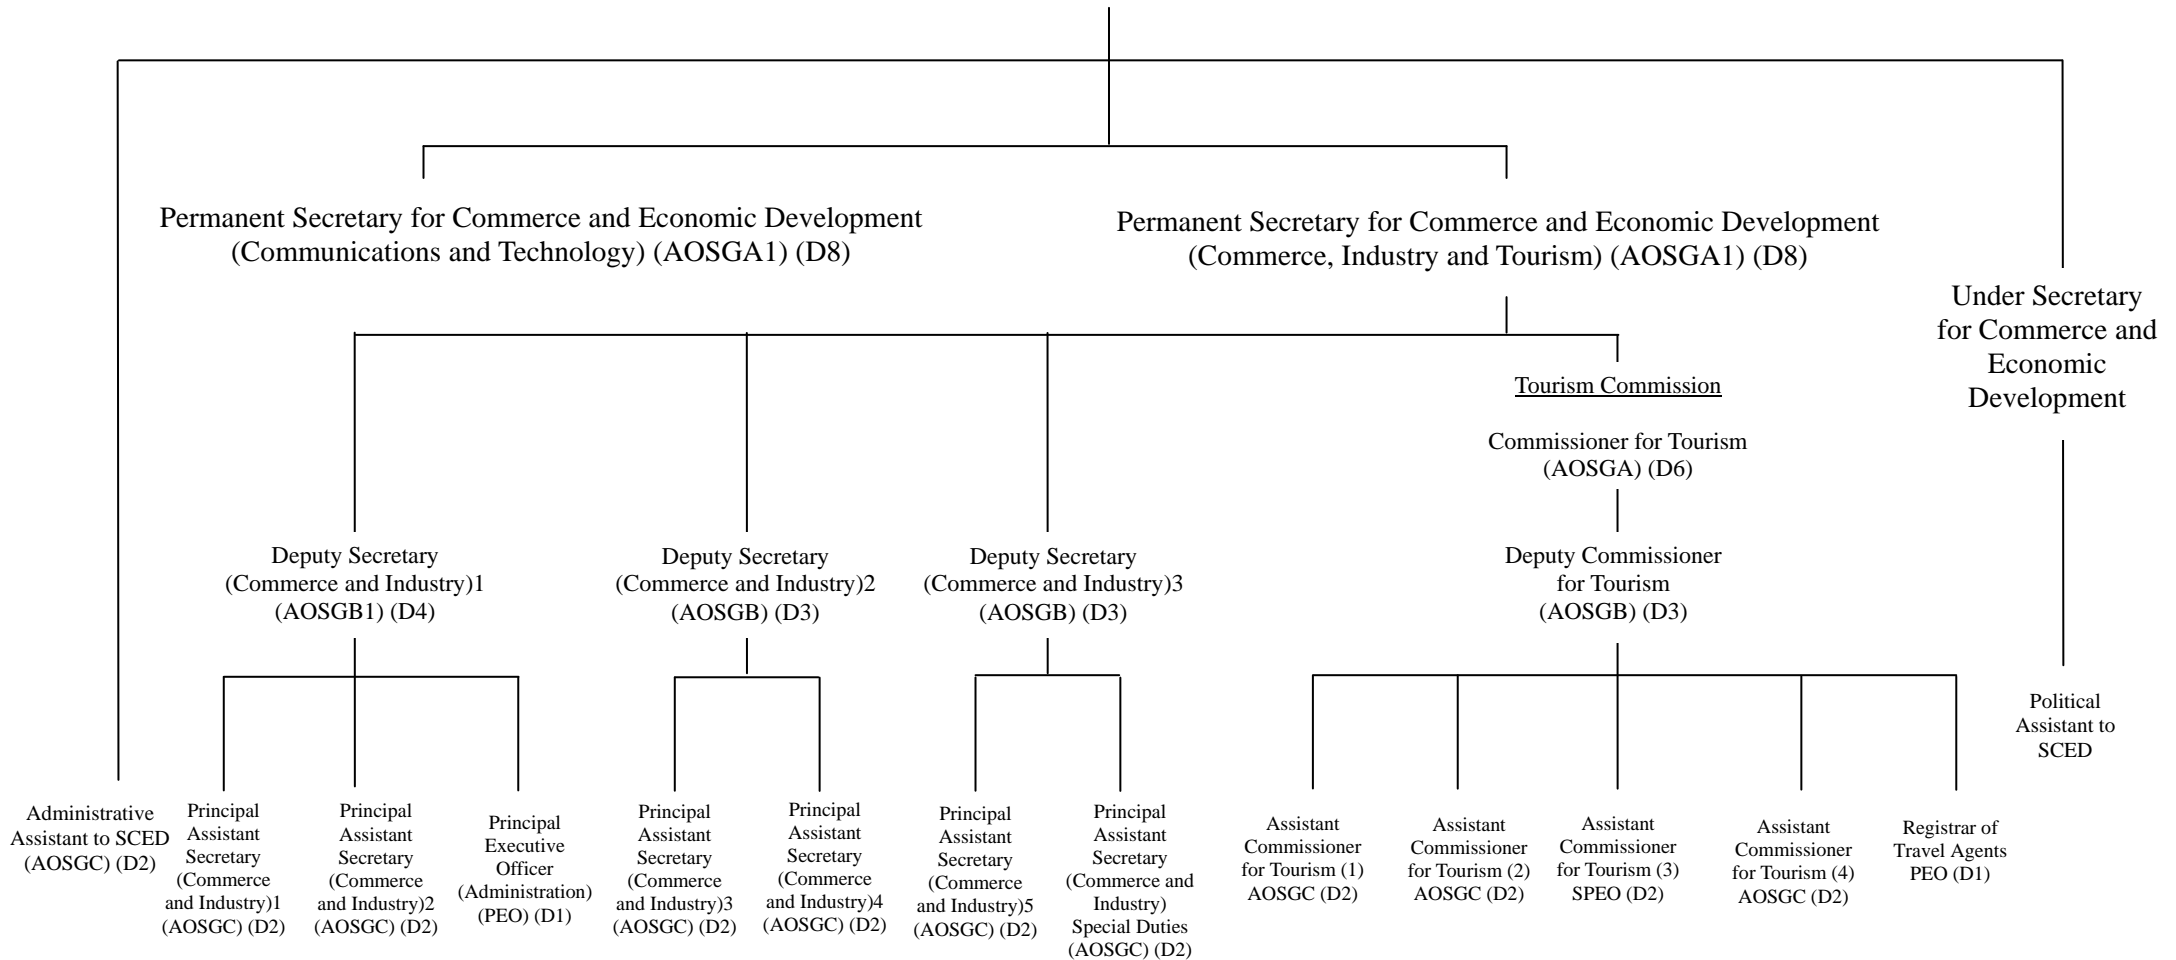 Permanent Secretary for Commerce and Economic Development
(Communications and Technology) (AOSGA1) (D8)
Permanent Secretary for Commerce and Economic Development
(Commerce, Industry and Tourism) (AOSGA1) (D8)
Under Secretary
for Commerce and
Economic
Development
Tourism Commission
Commissioner for Tourism
(AOSGA) (D6)
Deputy Secretary
(Commerce and Industry)1
(AOSGB1) (D4)
Deputy Secretary
(Commerce and Industry)2
(AOSGB) (D3)
Deputy Secretary
(Commerce and Industry)3
(AOSGB) (D3)
Deputy Commissioner
for Tourism
(AOSGB) (D3)
Political
Assistant to
SCED
Administrative
Assistant to SCED
(AOSGC) (D2)
Principal
Assistant
Secretary
(Commerce
and Industry)1
(AOSGC) (D2)
Principal
Assistant
Secretary
(Commerce
and Industry)2
(AOSGC) (D2)
Principal
Executive
Officer
(Administration)
(PEO) (D1)
Principal
Assistant
Secretary
(Commerce
and Industry)3
(AOSGC) (D2)
Principal
Assistant
Secretary
(Commerce
and Industry)4
(AOSGC) (D2)
Principal
Assistant
Secretary
(Commerce
and Industry)5
(AOSGC) (D2)
Principal
Assistant
Secretary
(Commerce and
Industry)
Special Duties
(AOSGC) (D2)
Assistant
Commissioner
for Tourism (1)
AOSGC (D2)
Assistant
Commissioner
for Tourism (2)
AOSGC (D2)
Assistant
Commissioner
for Tourism (3)
SPEO (D2)
Assistant
Commissioner
for Tourism (4)
AOSGC (D2)
Registrar of
Travel Agents
PEO (D1)